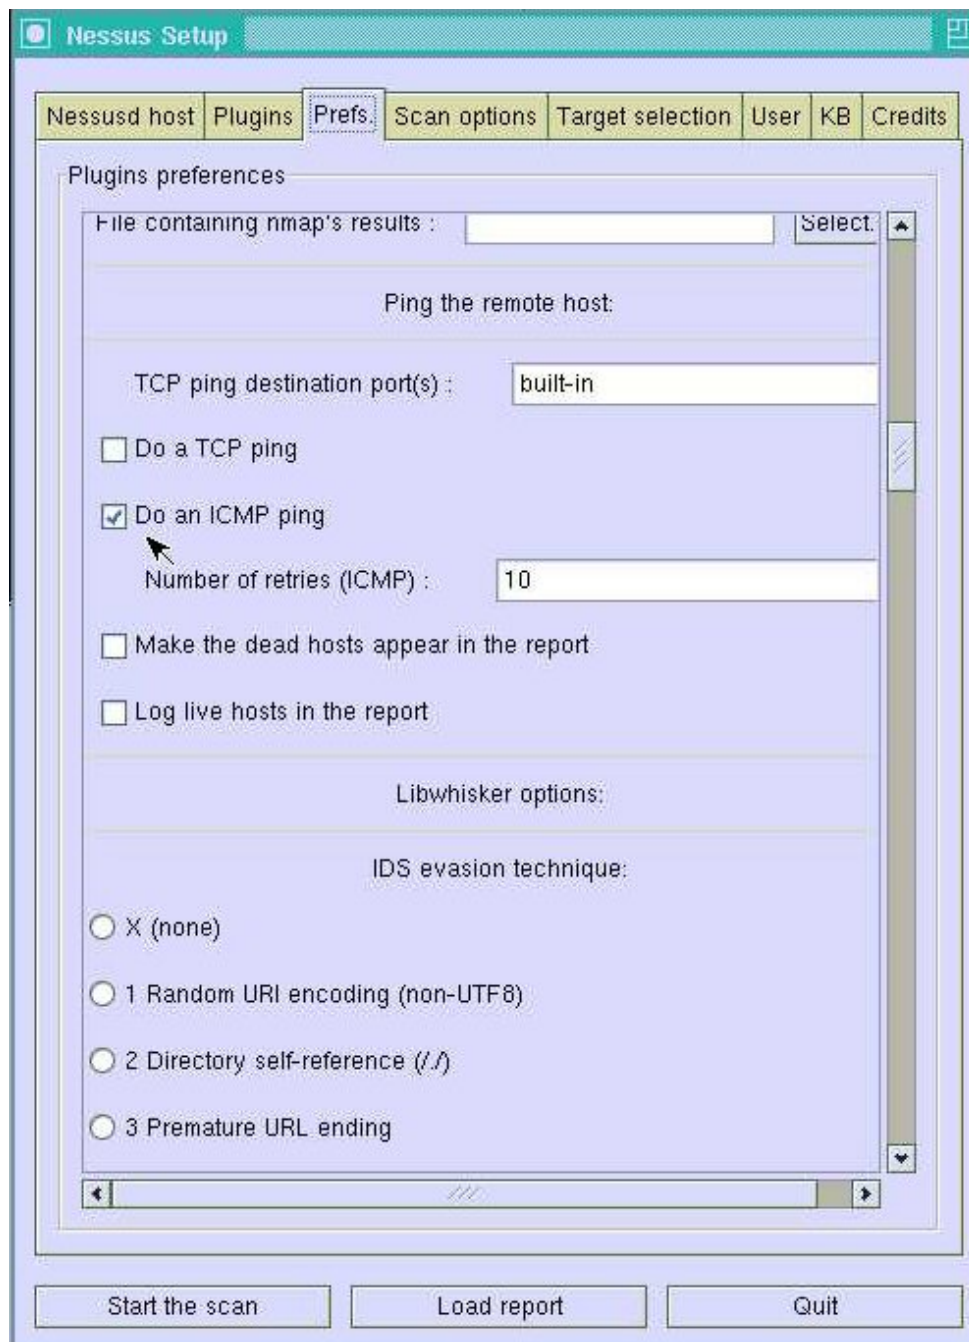 Nessus Setup
Nessusd host Plugins Prefs. Scan options Target selection User KB Credits
Plugins preferences
File containing nmap's results : Select.
Ping the remote host:
TCP ping destination port(s) : built-in
Do a TCP ping
Do an ICMP ping
Number of retries (ICMP) : 10
Make the dead hosts appear in the report
Log live hosts in the report
Libwhisker options:
IDS evasion technique:
X (none)
1 Random URI encoding (non-UTF8)
2 Directory self-reference (/./)
3 Premature URL ending
Start the scan Load report Quit